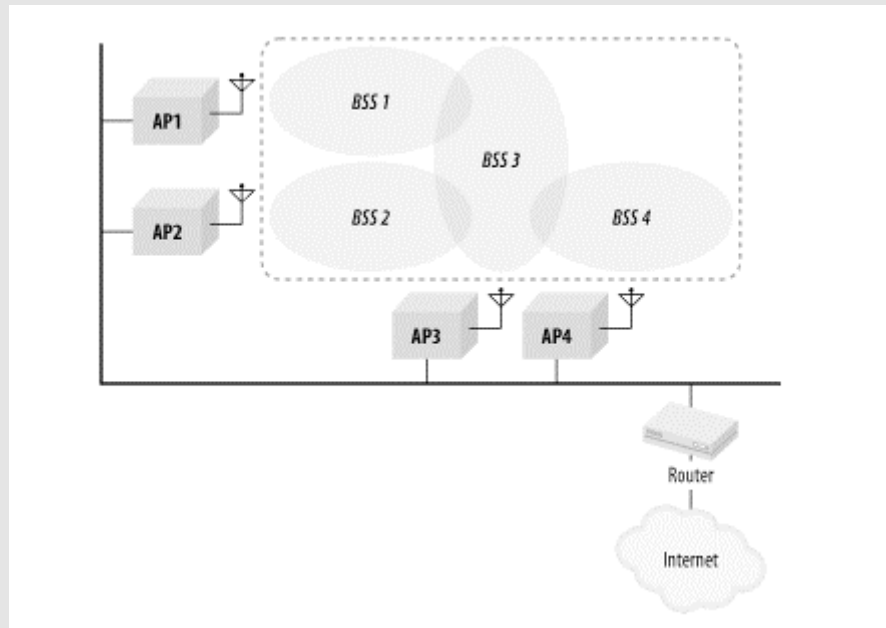 BSS 1
AP1
BSS 3
AP2
BSS 2
BSS 4
AP3
AP4
Router
Internet